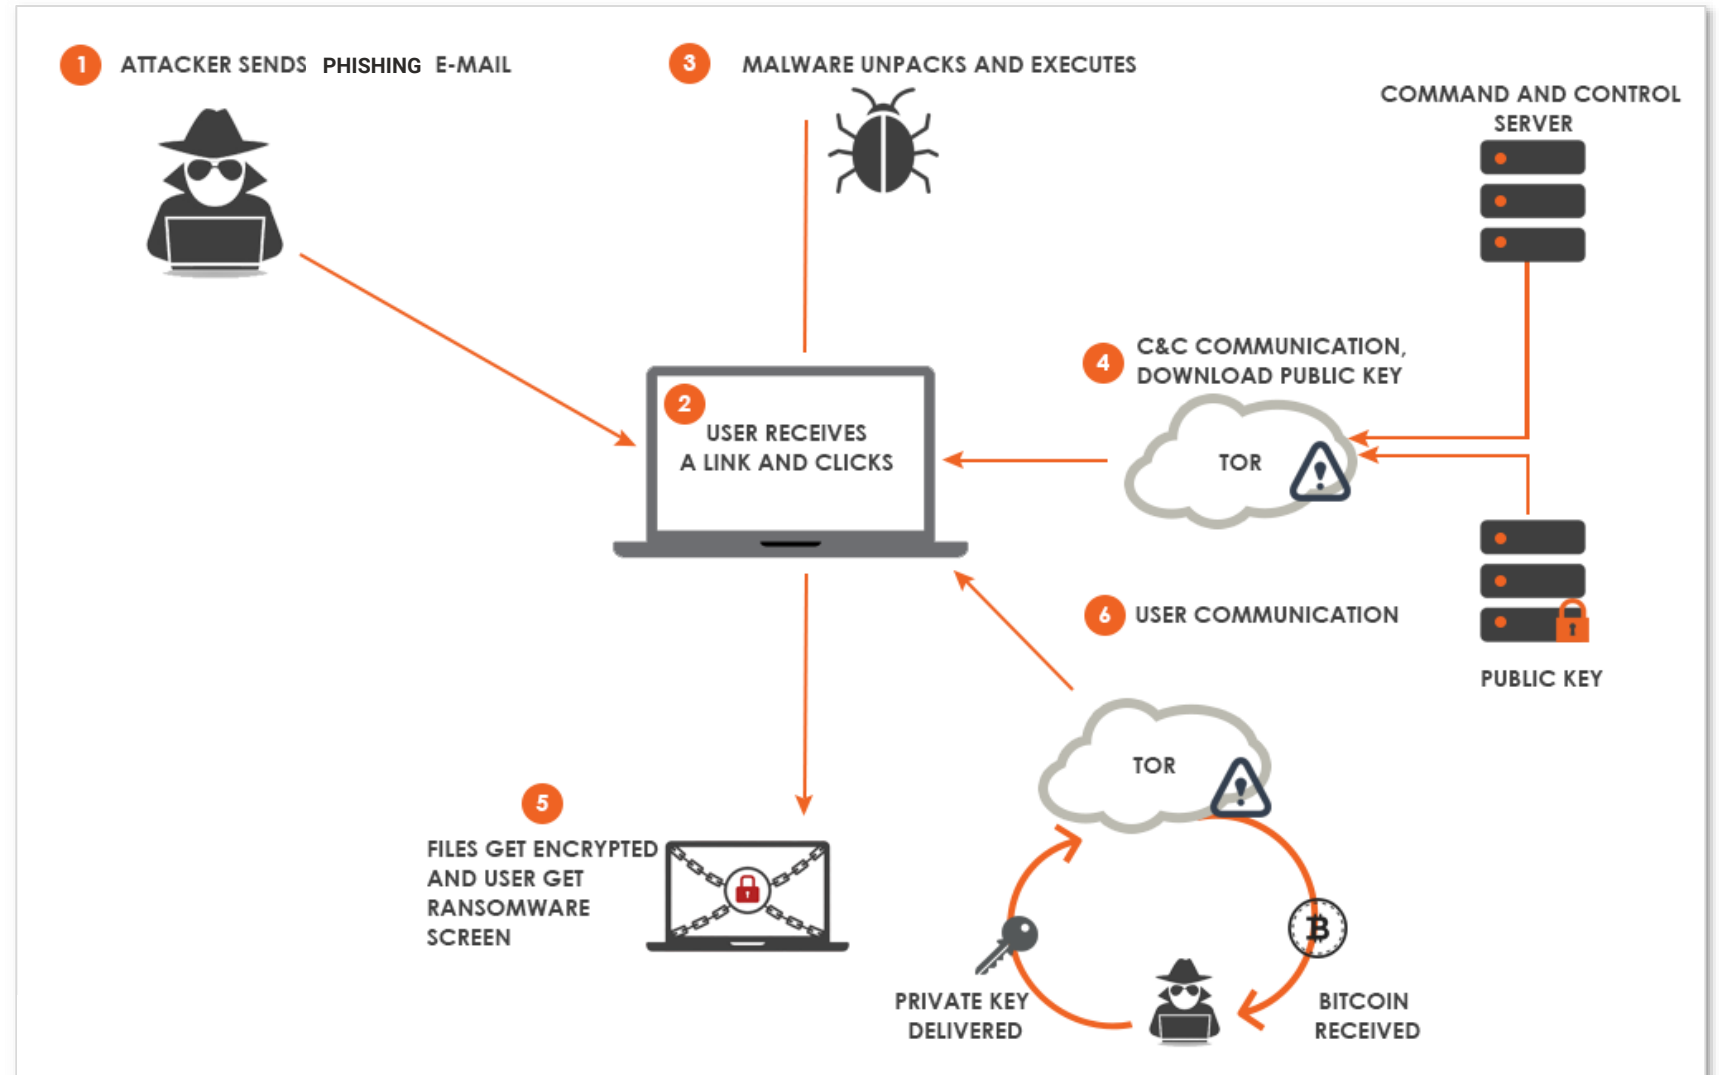 1 ATTACKER SENDS PHISHING E-MAIL
3 MALWARE UNPACKS AND EXECUTES
COMMAND AND CONTROL
SERVER
4 C&C COMMUNICATION,
DOWNLOAD PUBLIC KEY
2
USER RECEIVES
A LINK AND CLICKS
TOR
6 USER COMMUNICATION
PUBLIC KEY
TOR
5
FILES GET ENCRYPTED
AND USER GET
RANSOMWARE
SCREEN
PRIVATE KEY
DELIVERED
BITCOIN
RECEIVED